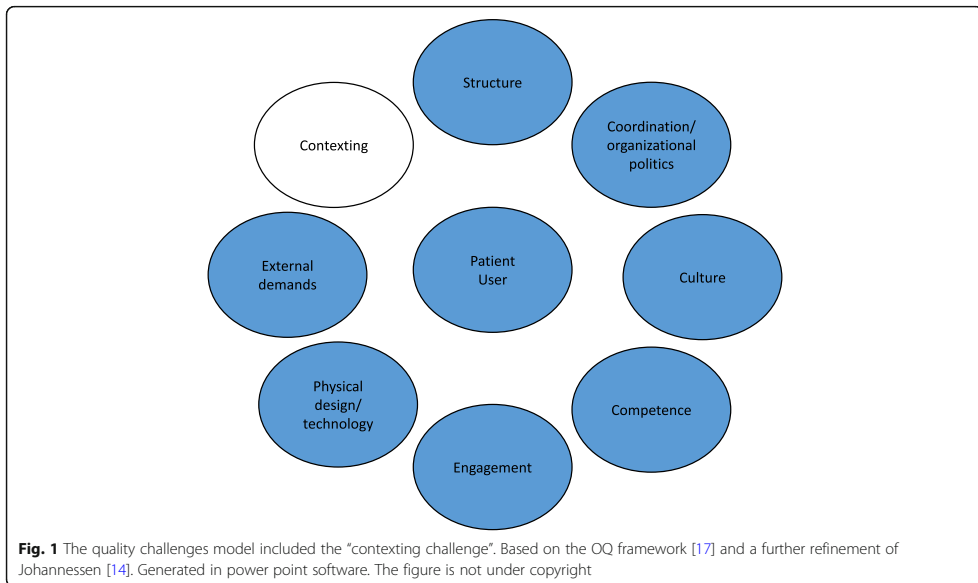 Structure
Contexting
Coordination/
organizational
politics
External
demands
Patient
User
Culture
Physical
design/
technology
Competence
Engagement
Fig. 1 The quality challenges model included the “contexting challenge”. Based on the OQ framework [17] and a further refinement of
Johannessen [14]. Generated in power point software. The figure is not under copyright